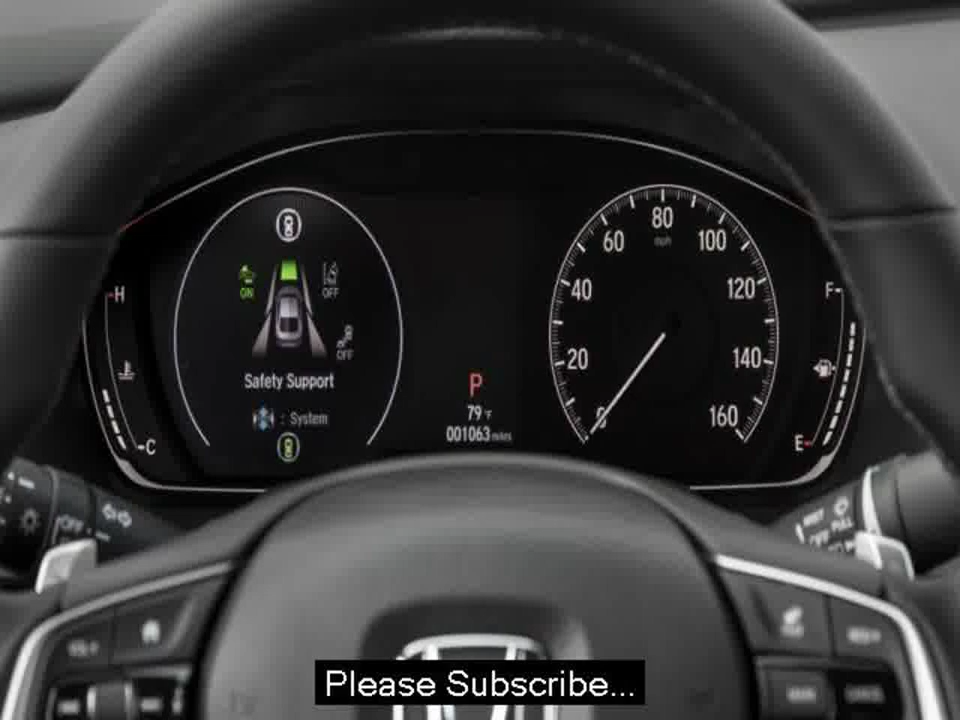 80
mph
60
100
40
120
ON
OFF
H
F
OFF
20
140
Safety Support
P
: System
79 °F
0
160
001063 miles
C
E
OFF
Please Subscribe...